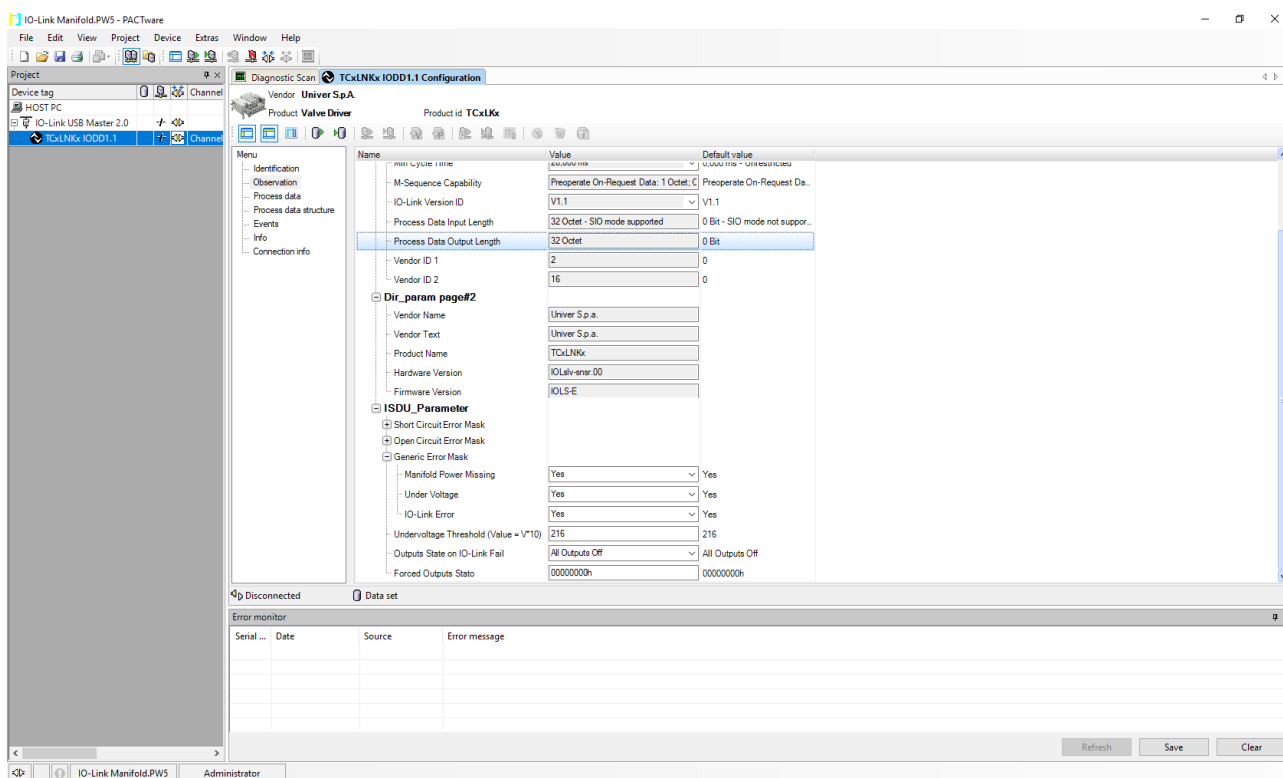 IO-Link Manifold.PW5 - PACTware
File Edit View Project Device Extras Window Help
Project
Device tag Channel
HOST PC
IO-Link USB Master 2.0
TCxLNKx IODD1.1 Channel
Diagnostic Scan TCxLNKx IODD1.1 Configuration
Vendor Univer S.p.A.
Product Valve Driver Product id TCxLKx
Menu
Identification
Observation
Process data
Process data structure
Events
Info
Connection info
Name Value Default value
Min Cycle Time 20,000 ms 0,000 ms - Unrestricted
M-Sequence Capability Preoperate On-Request Data: 1 Octet; C Preoperate On-Request Da...
IO-Link Version ID V1.1 V1.1
Process Data Input Length 32 Octet - SIO mode supported 0 Bit - SIO mode not suppor...
Process Data Output Length 32 Octet 0 Bit
Vendor ID 1 2 0
Vendor ID 2 16 0
Dir_param page#2
Vendor Name Univer S.p.a.
Vendor Text Univer S.p.a.
Product Name TCxLNKx
Hardware Version IOLslv-snsr.00
Firmware Version IOLS-E
ISDU_Parameter
Short Circuit Error Mask
Open Circuit Error Mask
Generic Error Mask
Manifold Power Missing Yes Yes
Under Voltage Yes Yes
IO-Link Error Yes Yes
Undervoltage Threshold (Value = V*10) 216 216
Outputs State on IO-Link Fail All Outputs Off All Outputs Off
Forced Outputs Stato 00000000h 00000000h
Disconnected Data set
Error monitor
Serial ... Date Source Error message
Refresh Save Clear
IO-Link Manifold.PW5 Administrator